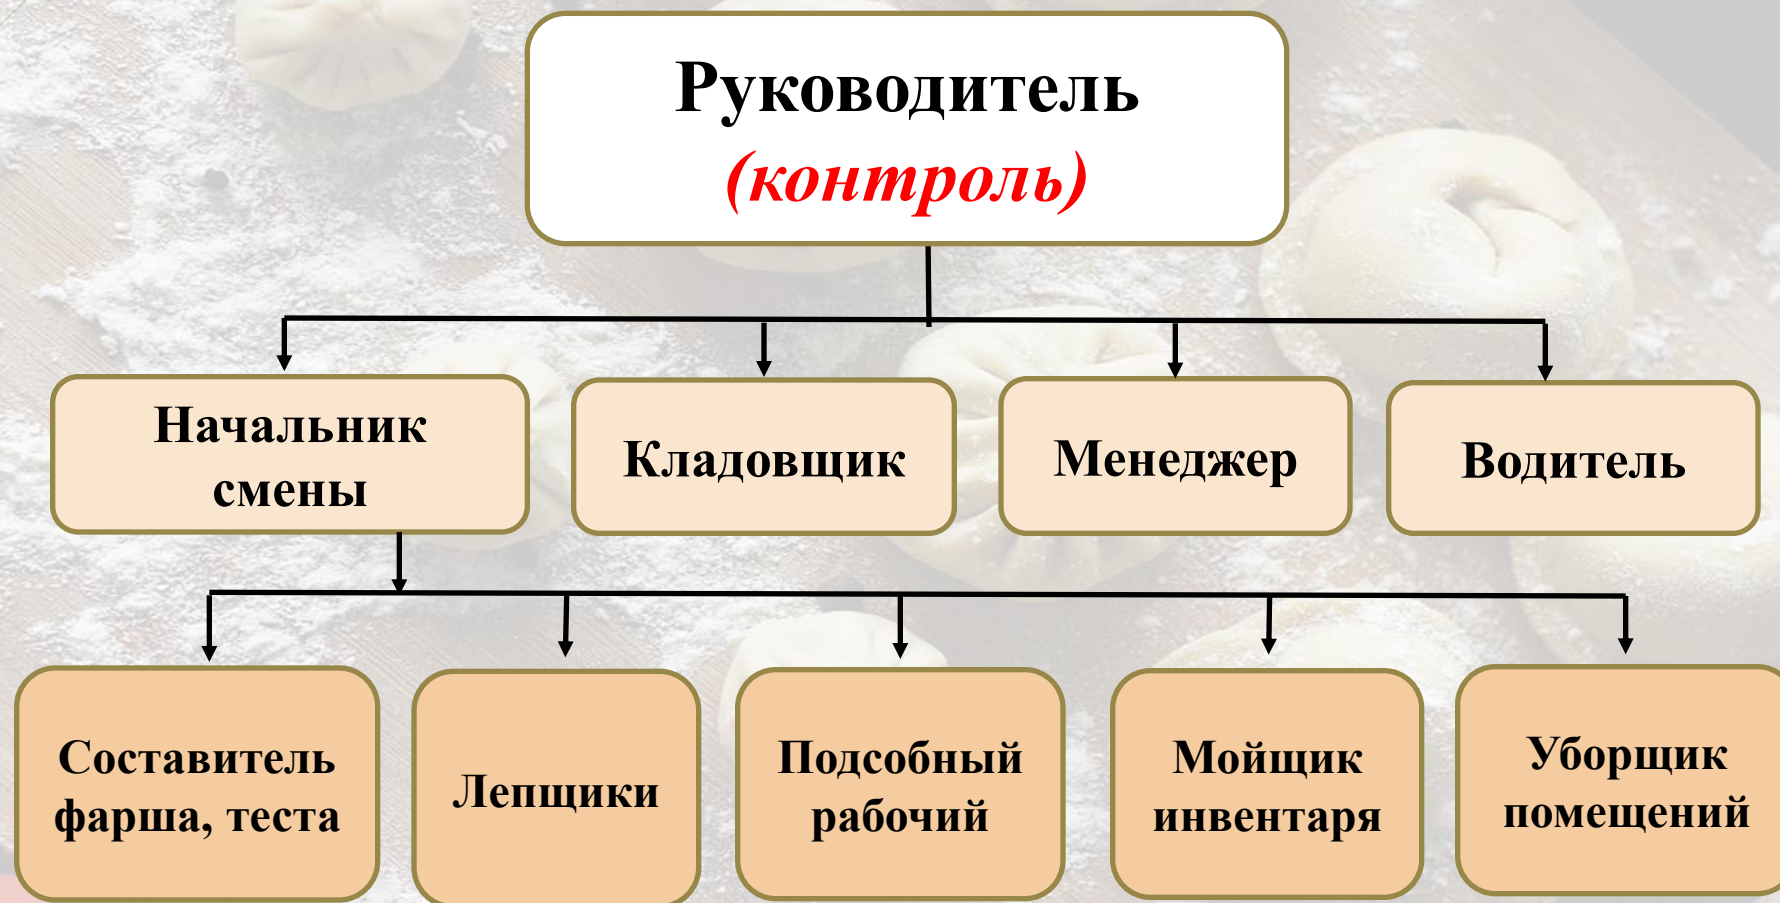 Руководитель
(контроль)
Начальник
смены
Кладовщик
Менеджер
Водитель
Составитель
фарша, теста
Лепщики
Подсобный
рабочий
Мойщик
инвентаря
Уборщик
помещений